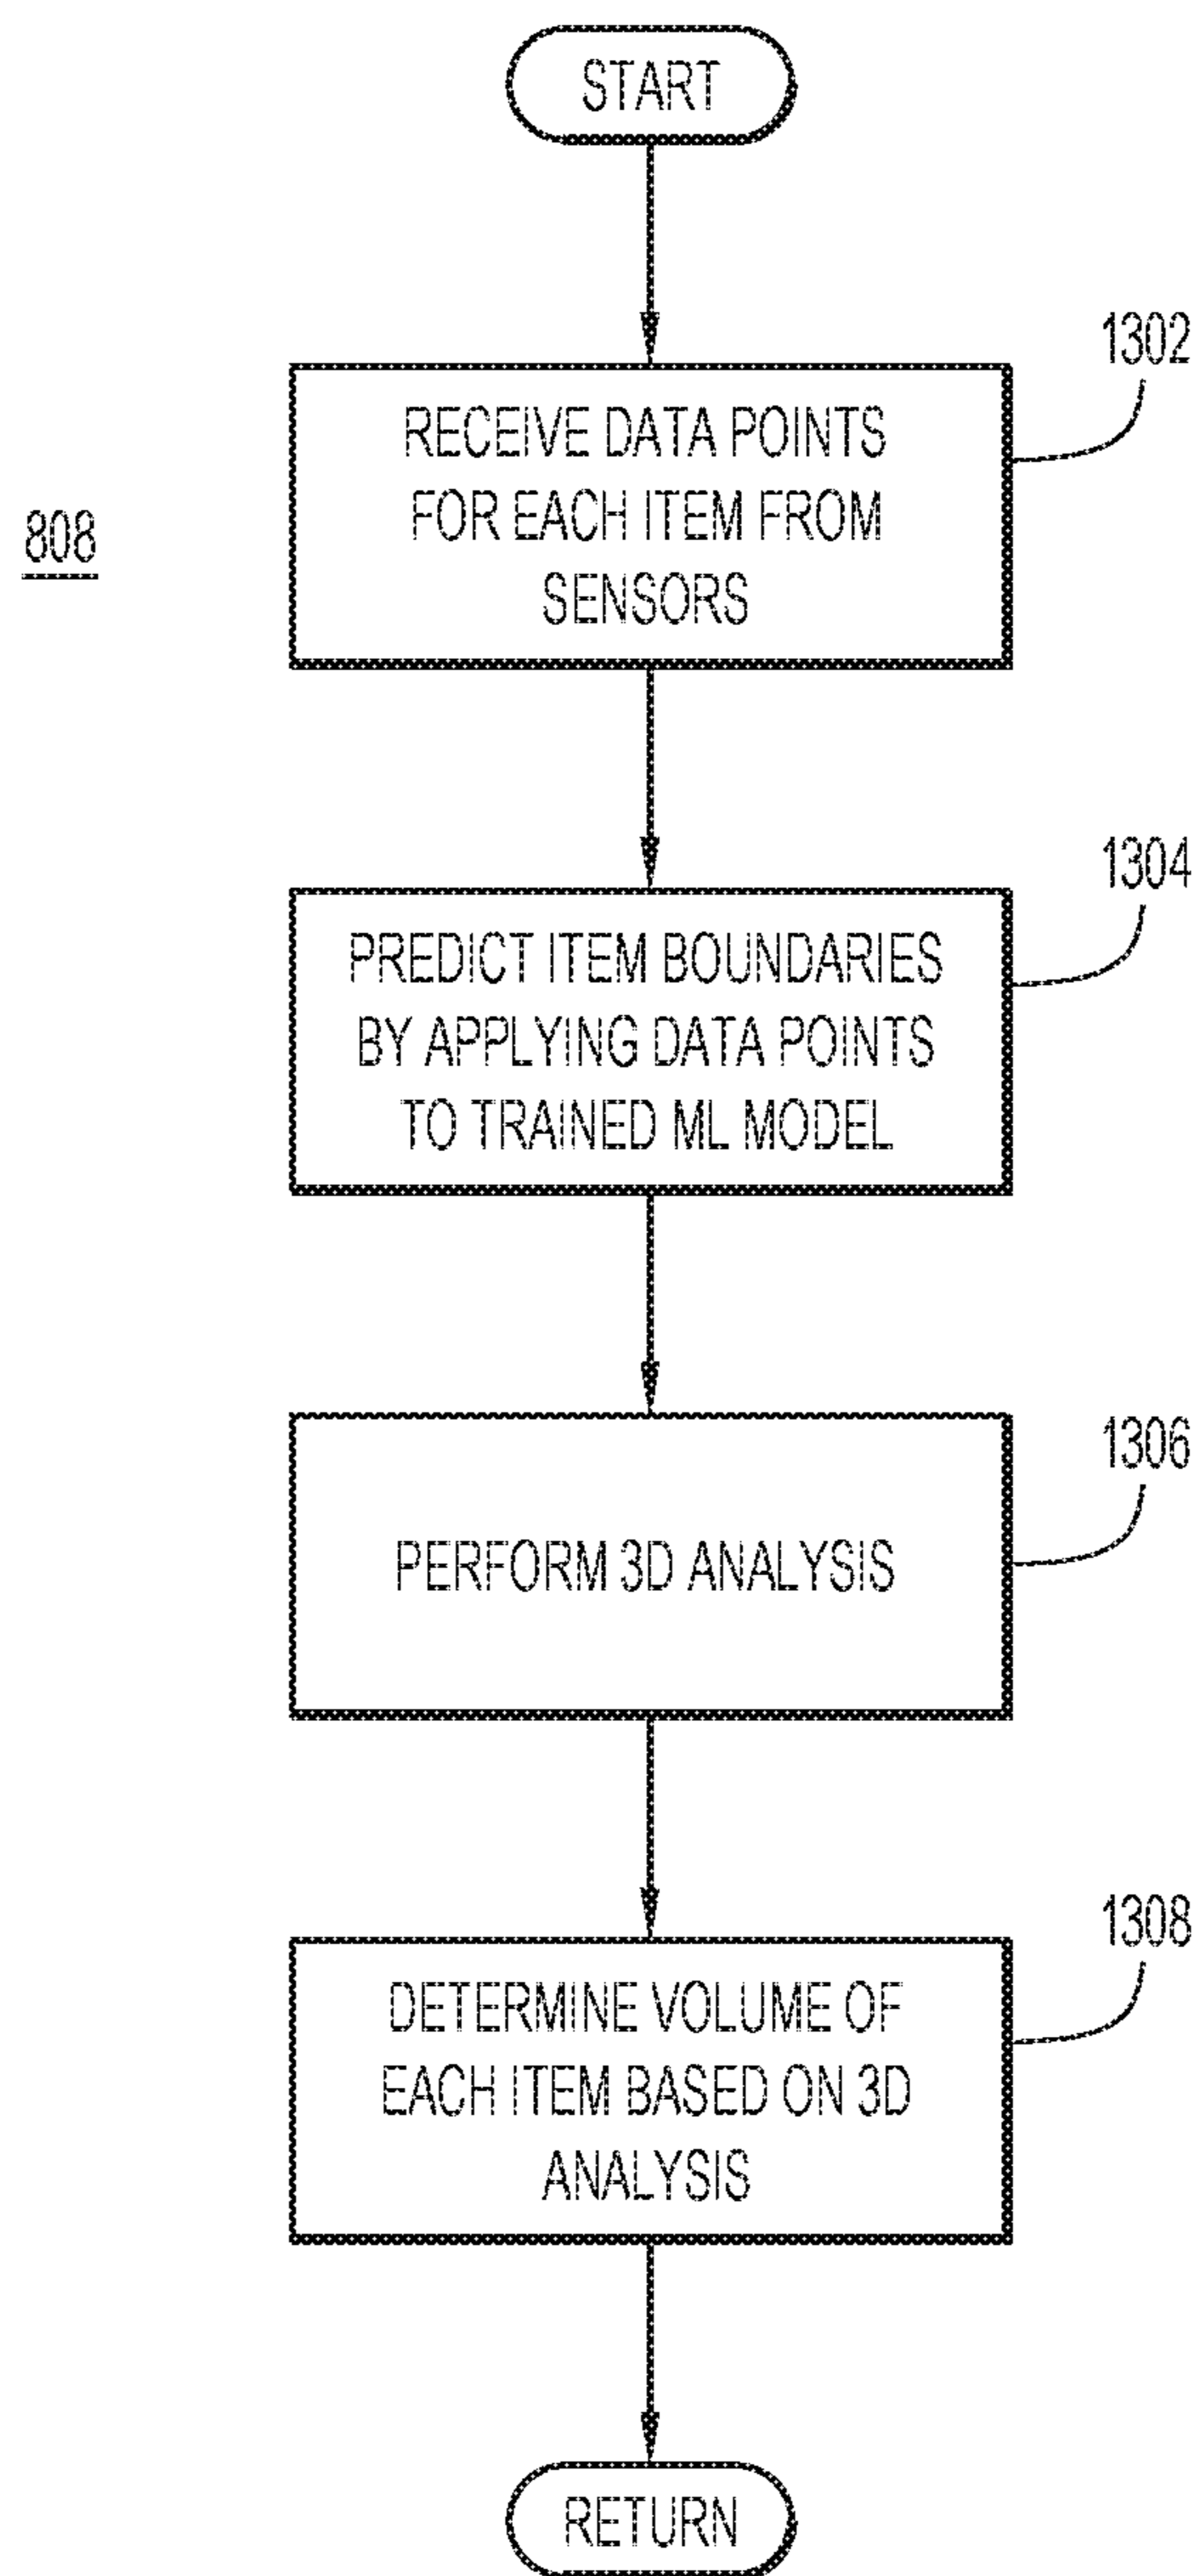 START
1302
RECEIVE DATA POINTS
FOR EACH ITEM FROM
SENSORS
808
1304
PREDICT ITEM BOUNDARIES
BY APPLYING DATA POINTS
TO TRAINED ML MODEL
1306
PERFORM 3D ANALYSIS
1308
DETERMINE VOLUME OF
EACH ITEM BASED ON 3D
ANALYSIS
RETURN